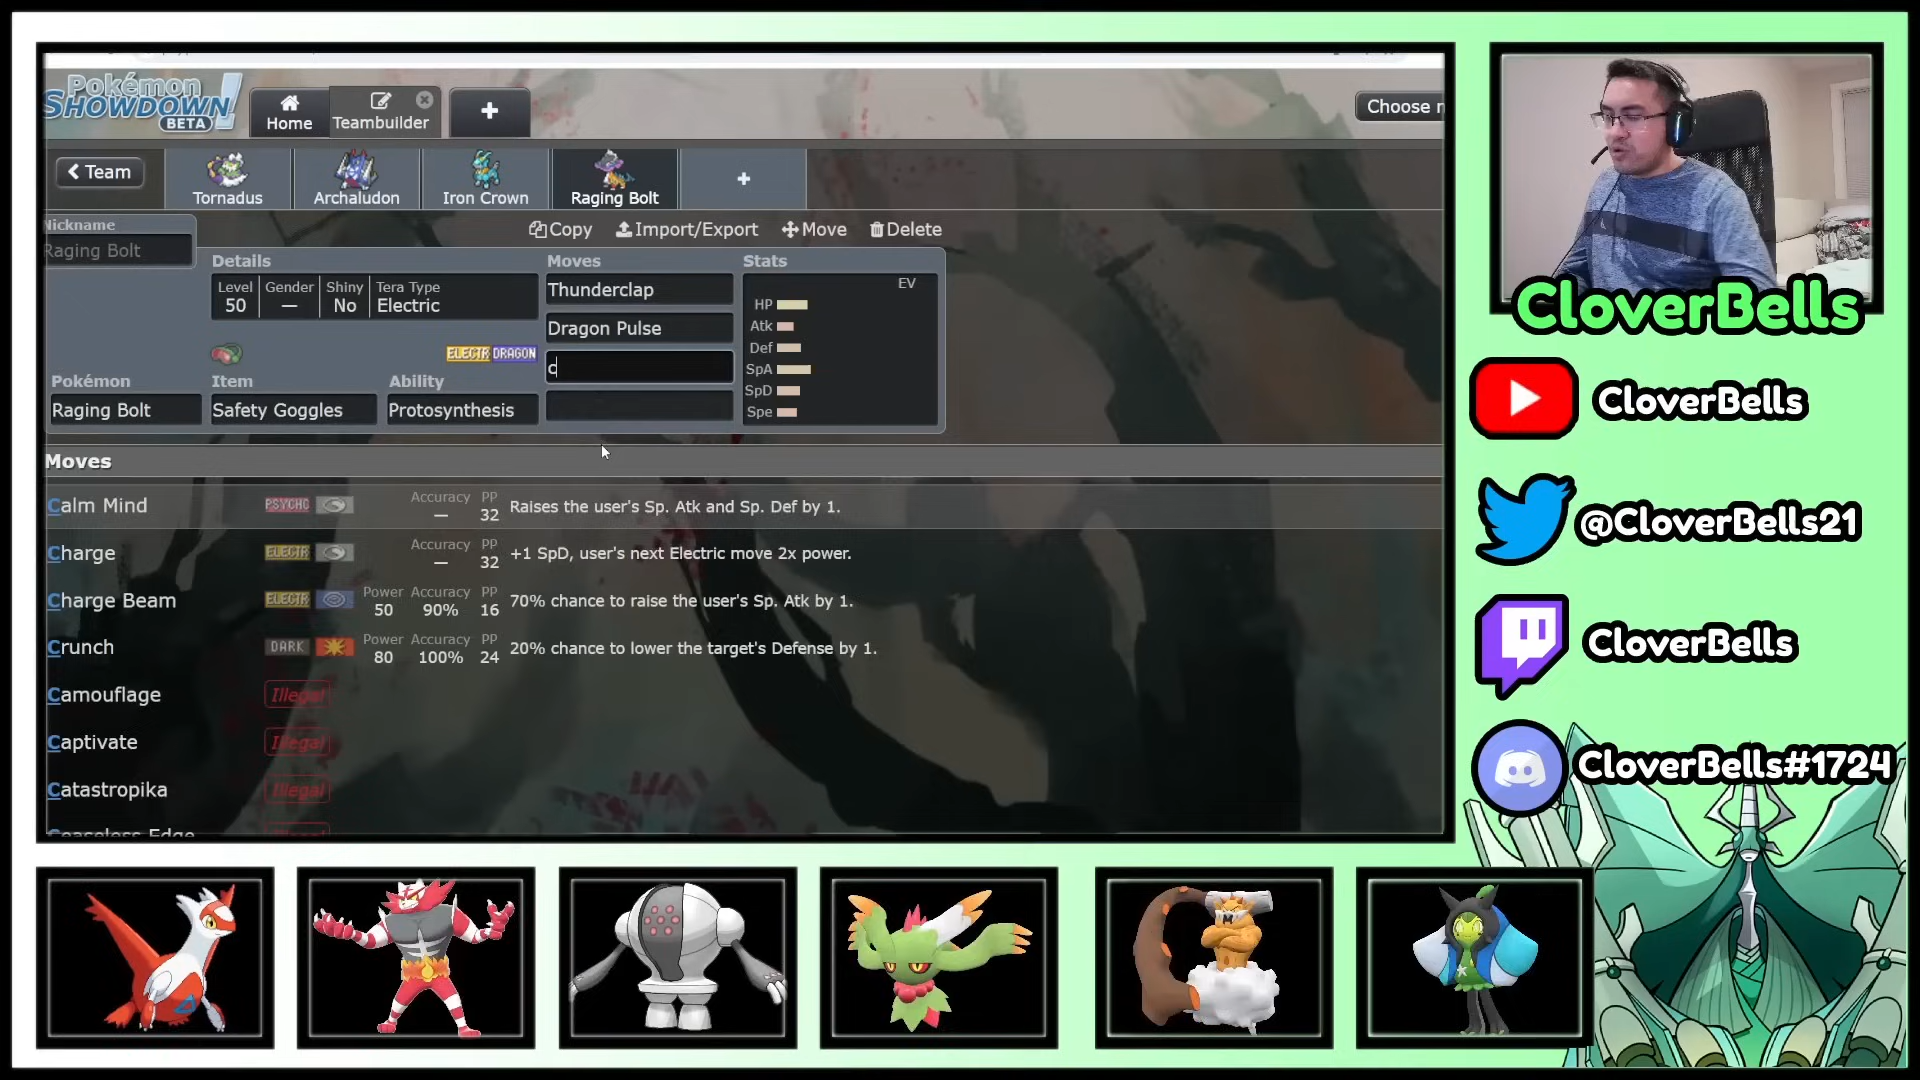 Pokémon
SHOWDOWN!
BETA
Home
Teambuilder
+
Choose n
Team
Tornadus
Archaludon
Iron Crown
Raging Bolt
+
Nickname
Raging Bolt
Copy
Import/Export
Move
Delete
Details
Moves
Stats
Level
Gender
Shiny
Tera Type
50
—
No
Electric
Thunderclap
Dragon Pulse
c
EV
HP
Atk
Def
SpA
SpD
Spe
ELECTR
DRAGON
Pokémon
Item
Ability
Raging Bolt
Safety Goggles
Protosynthesis
Moves
Calm Mind PSYCHC Accuracy — PP 32 Raises the user's Sp. Atk and Sp. Def by 1.
Charge ELECTR Accuracy — PP 32 +1 SpD, user's next Electric move 2x power.
Charge Beam ELECTR Power 50 Accuracy 90% PP 16 70% chance to raise the user's Sp. Atk by 1.
Crunch DARK Power 80 Accuracy 100% PP 24 20% chance to lower the target's Defense by 1.
Camouflage Illegal
Captivate Illegal
Catastropika Illegal
Ceaseless Edge Illegal
CloverBells
CloverBells
@CloverBells21
CloverBells
CloverBells#1724